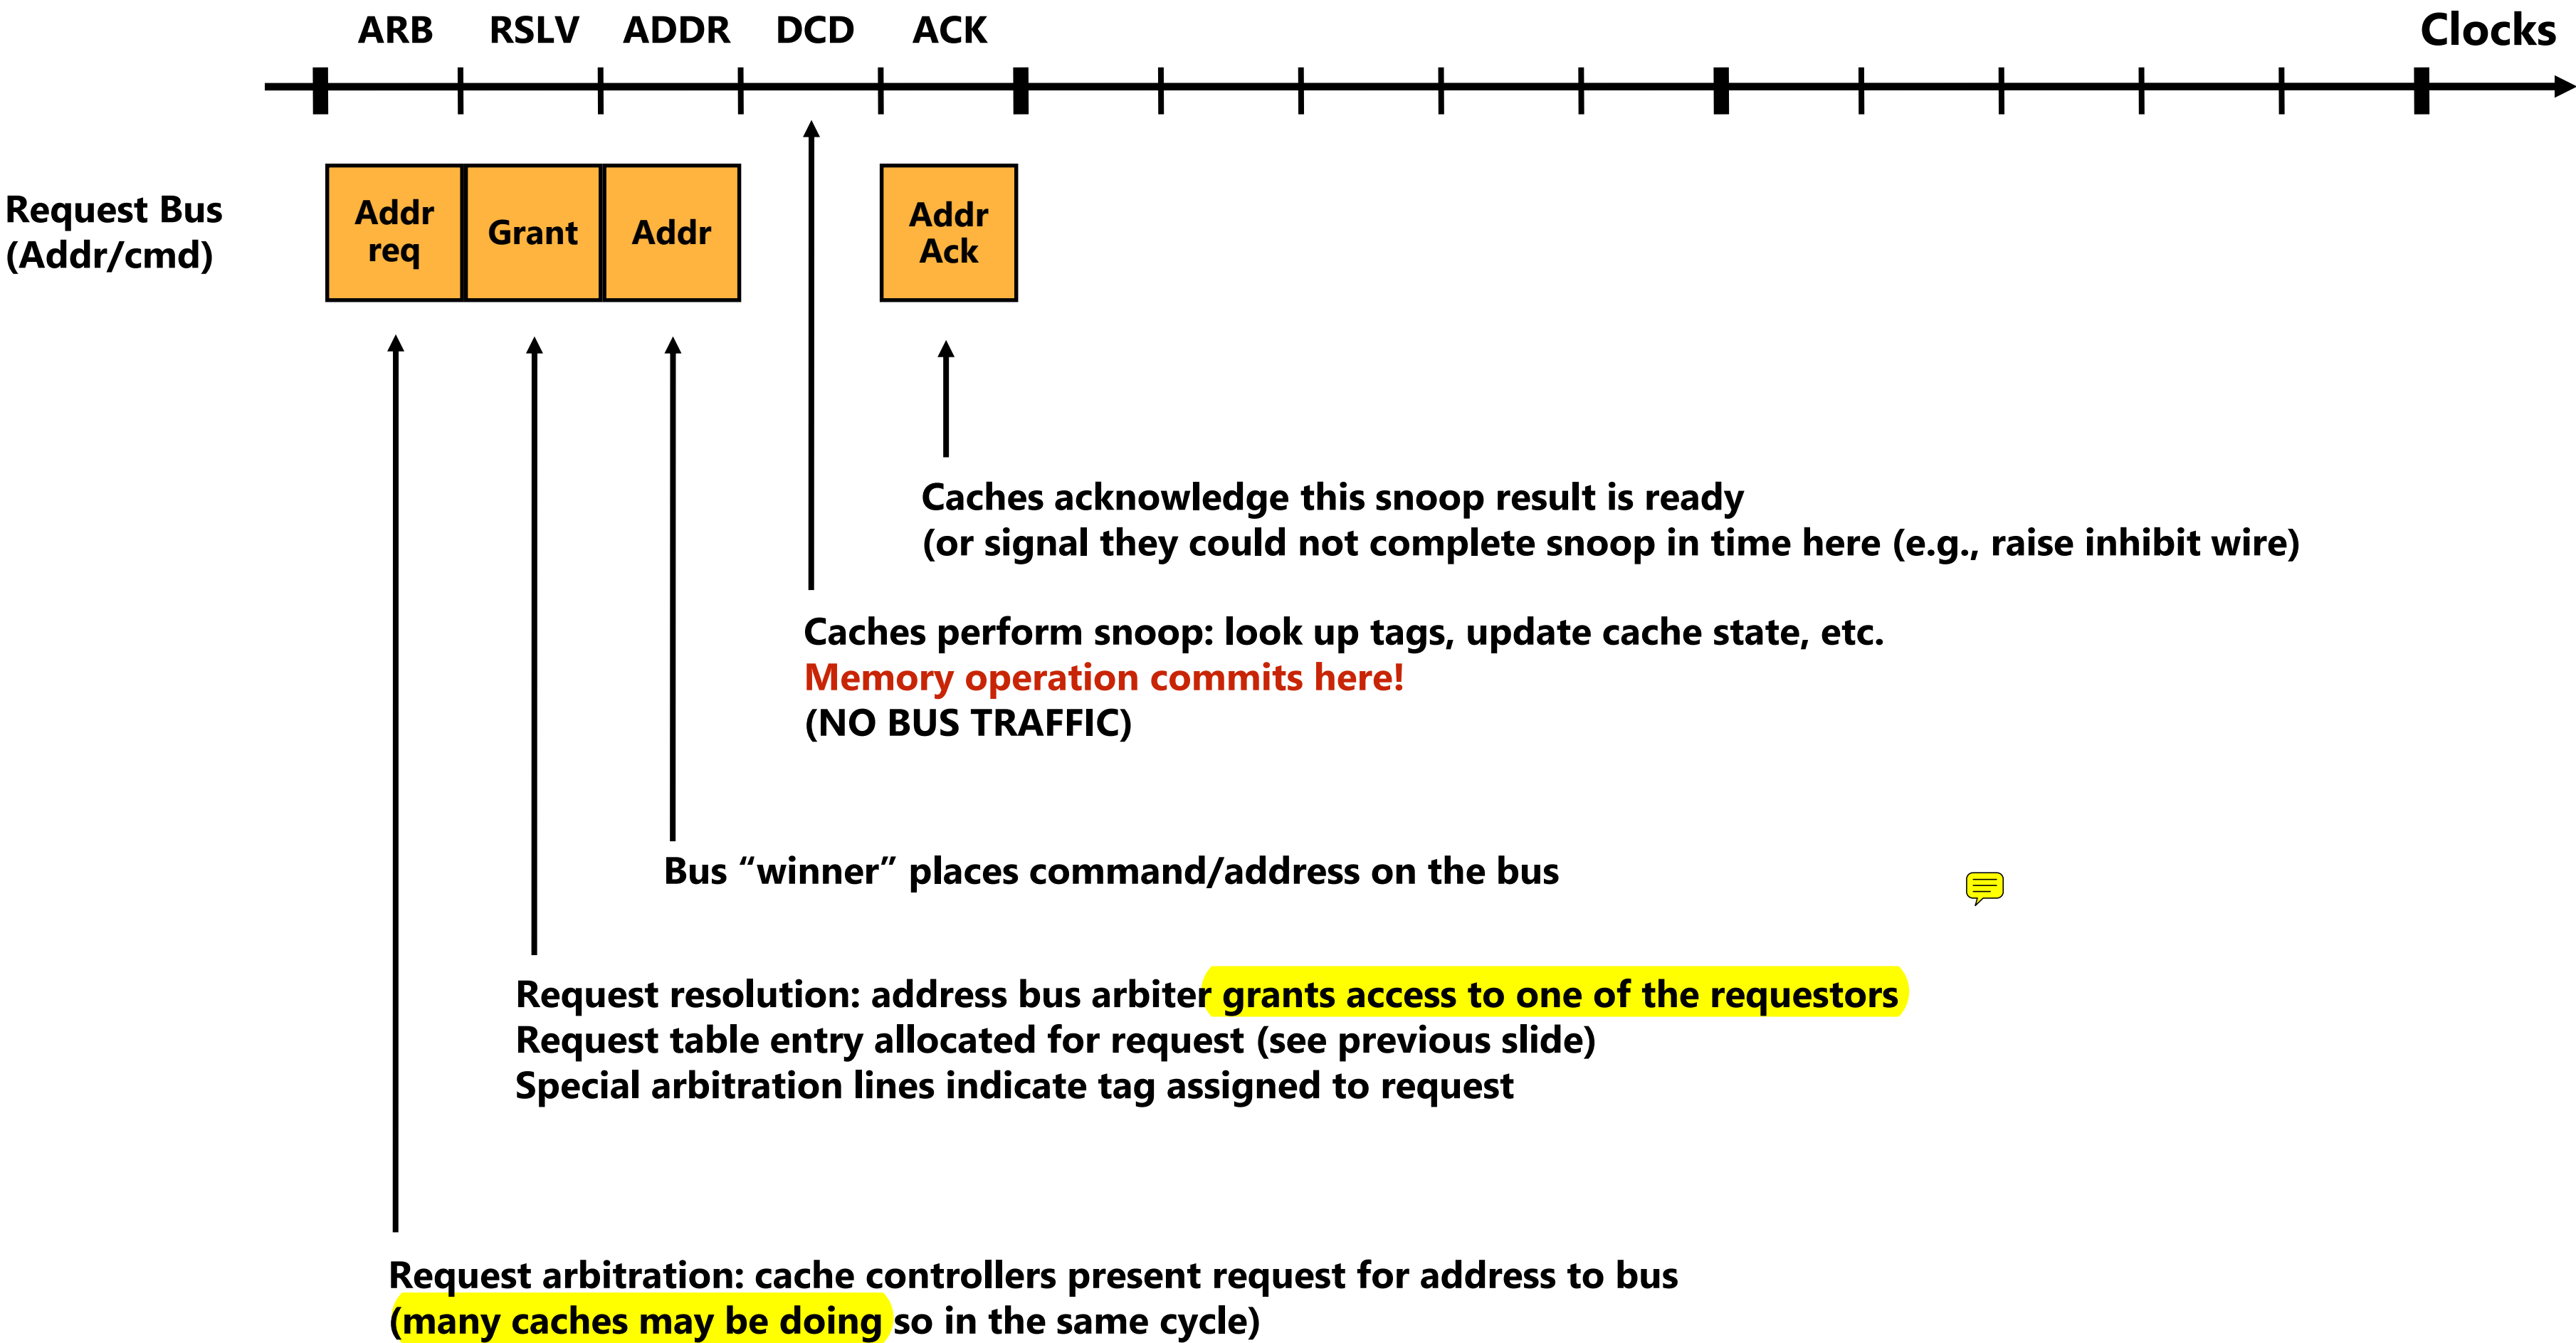 ARB RSLV ADDR DCD ACK Clocks
Request Bus
(Addr/cmd)
Addr
req
Grant
Addr
Addr
Ack
Caches acknowledge this snoop result is ready
(or signal they could not complete snoop in time here (e.g., raise inhibit wire)
Caches perform snoop: look up tags, update cache state, etc.
Memory operation commits here!
(NO BUS TRAFFIC)
Bus “winner” places command/address on the bus
Request resolution: address bus arbiter grants access to one of the requestors
Request table entry allocated for request (see previous slide)
Special arbitration lines indicate tag assigned to request
Request arbitration: cache controllers present request for address to bus
(many caches may be doing so in the same cycle)